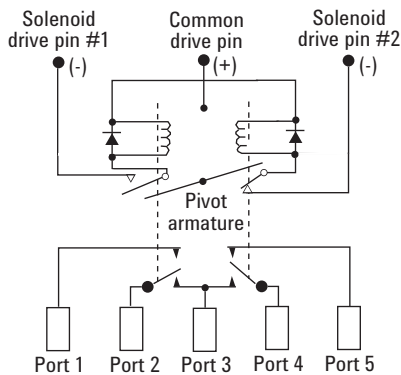 Solenoid
drive pin #1
(-)
Common
drive pin
(+)
Solenoid
drive pin #2
(-)
Pivot
armature
Port 1
Port 2
Port 3
Port 4
Port 5